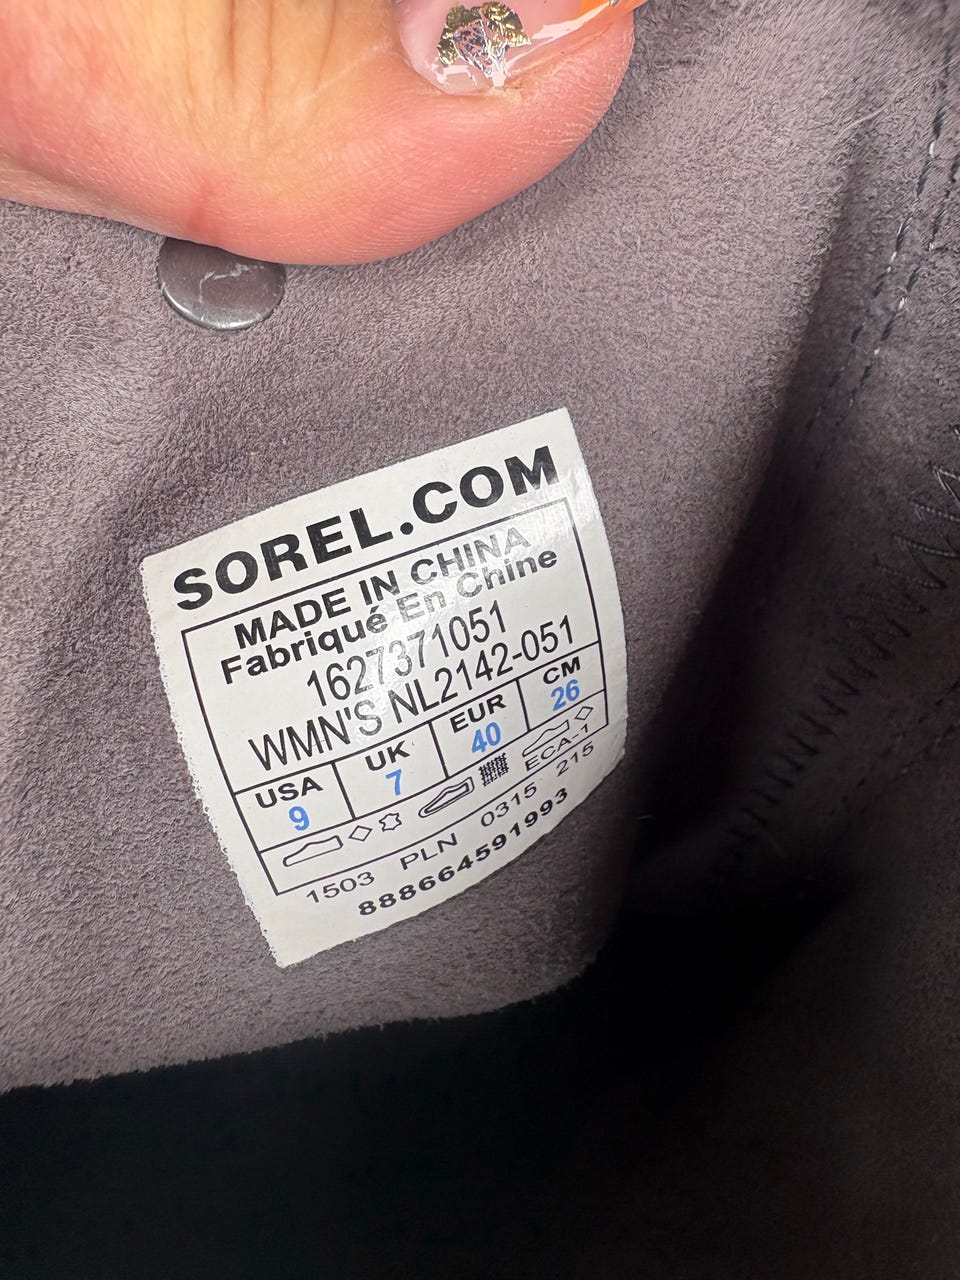 SOREL.COM
MADE IN CHINA
Fabriqué En Chine
1627371051
WMN'S NL2142-051
USA UK EUR CM
9 7 40 26
ECA-1
1503 PLN 0315 215
888664591993